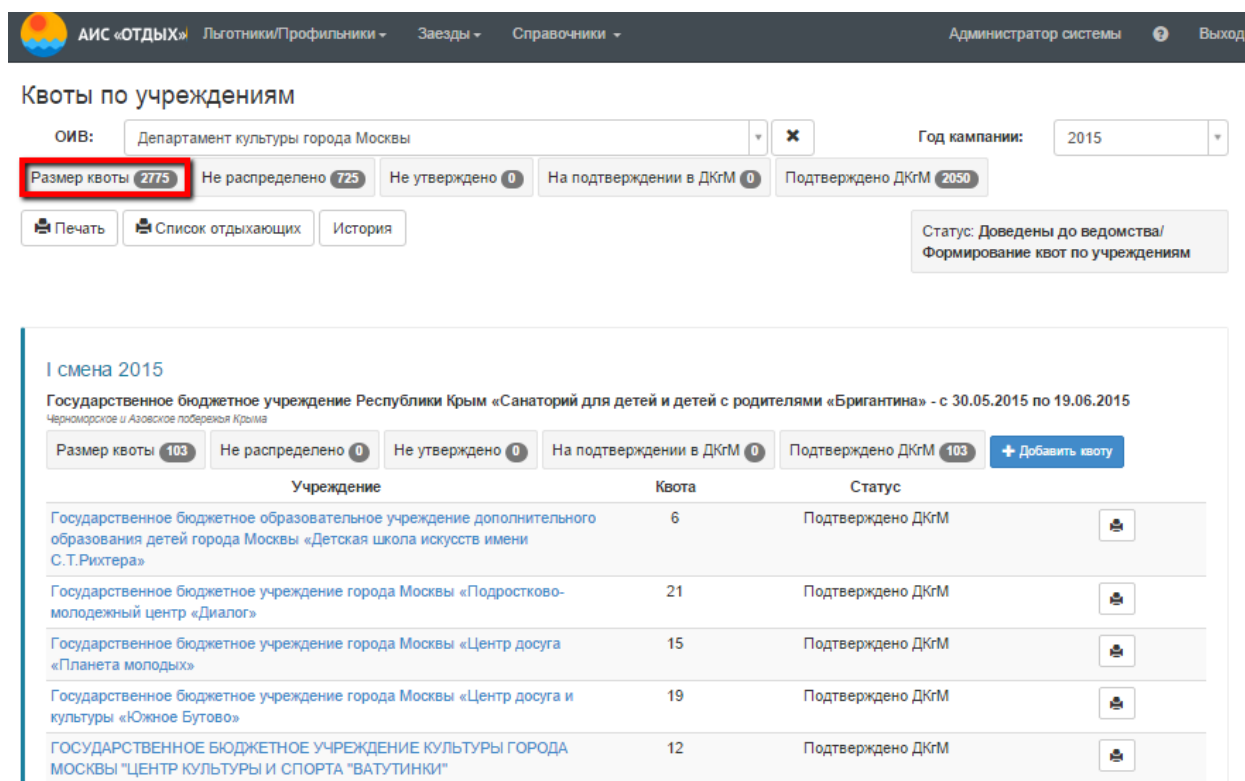 АИС «ОТДЫХ» Льготники/Профильники Заезды Справочники Администратор системы Выход
Квоты по учреждениям
ОИВ: Департамент культуры города Москвы Год кампании: 2015
Размер квоты 2775 Не распределено 725 Не утверждено 0 На подтверждении в ДКгМ 0 Подтверждено ДКгМ 2050
Печать Список отдыхающих История
Статус: Доведены до ведомства/
Формирование квот по учреждениям
I смена 2015
Государственное бюджетное учреждение Республики Крым «Санаторий для детей и детей с родителями «Бригантина» - с 30.05.2015 по 19.06.2015
Черноморское и Азовское побережья Крыма
Размер квоты 103 Не распределено 0 Не утверждено 0 На подтверждении в ДКгМ 0 Подтверждено ДКгМ 103 + Добавить квоту
Учреждение Квота Статус
Государственное бюджетное образовательное учреждение дополнительного 6 Подтверждено ДКгМ
образования детей города Москвы «Детская школа искусств имени
С.Т.Рихтера»
Государственное бюджетное учреждение города Москвы «Подростково- 21 Подтверждено ДКгМ
молодежный центр «Диалог»
Государственное бюджетное учреждение города Москвы «Центр досуга 15 Подтверждено ДКгМ
«Планета молодых»
Государственное бюджетное учреждение города Москвы «Центр досуга и 19 Подтверждено ДКгМ
культуры «Южное Бутово»
ГОСУДАРСТВЕННОЕ БЮДЖЕТНОЕ УЧРЕЖДЕНИЕ КУЛЬТУРЫ ГОРОДА 12 Подтверждено ДКгМ
МОСКВЫ "ЦЕНТР КУЛЬТУРЫ И СПОРТА "ВАТУТИНКИ"